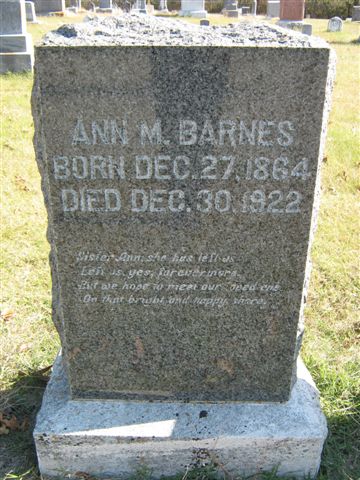 ANN M. BARNES
BORN DEC. 27. 1864
DIED DEC. 30. 1922
Sister Ann, she has left us
Left us, yes, forevermore.
But we hope to meet our loved one
On that bright and happy shore.